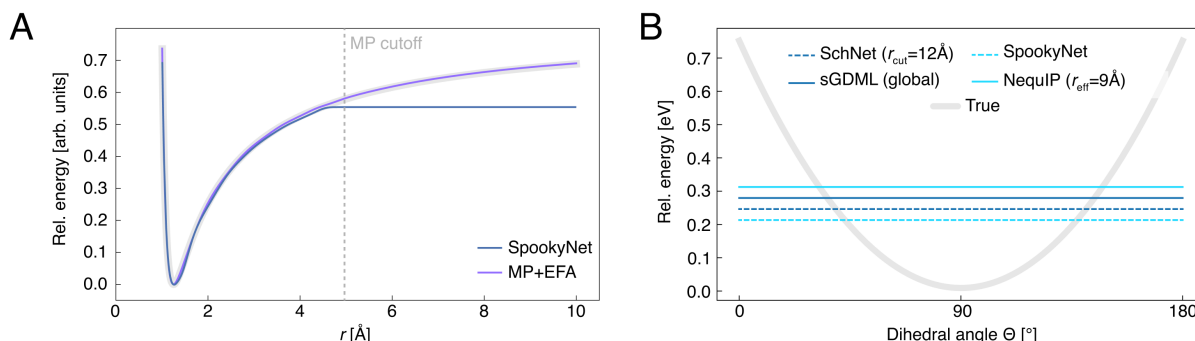 A
Rel. energy [arb. units]
0.7
0.6
0.5
0.4
0.3
0.2
0.1
0.0
MP cutoff
SpookyNet
MP+EFA
0
2
4
6
8
10
r [Å]
B
Rel. energy [eV]
0.7
0.6
0.5
0.4
0.3
0.2
0.1
0.0
SchNet (rcut=12Å)
SpookyNet
sGDML (global)
NequIP (reff=9Å)
True
0
90
180
Dihedral angle Θ [°]